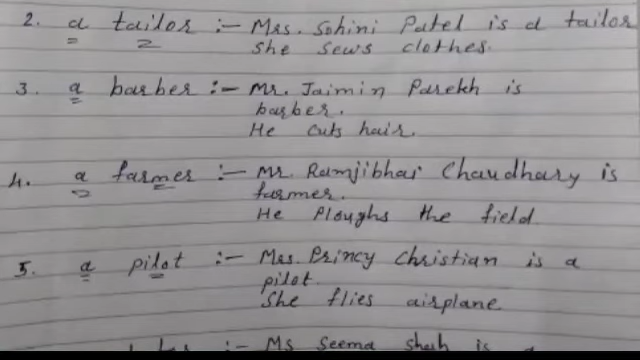 2. a tailor :- Mrs. Sohini Patel is a tailor
She sews clothes.
3. a barber :- Mr. Jaimin Parekh is
barber.
He cuts hair.
4. a farmer :- Mr. Ramjibhai Chaudhary is
farmer.
He Ploughs the field
5. a pilot :- Mrs. Princy Christian is a
pilot.
She flies airplane
:- Ms Seema shah is a